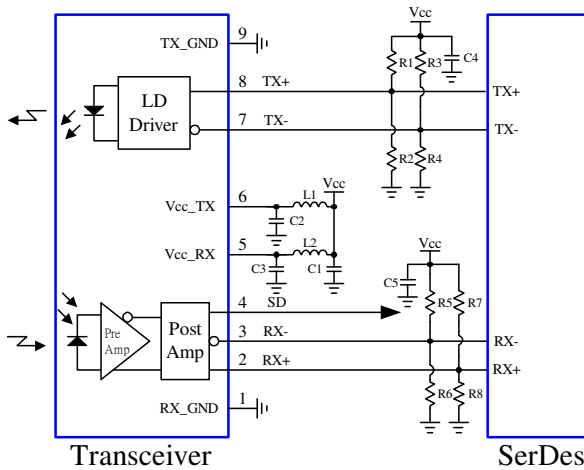 Vcc
9
TX_GND
R1 R3 C4
8 TX+ TX+
LD
Driver
7 TX- TX-
R2 R4
Vcc
6 L1
Vcc_TX
C2
Vcc
5 L2
Vcc_RX
C3 C1
C5
4 R5 R7
SD
Pre
Amp
Post
Amp
3 RX- RX-
2 RX+ RX+
R6 R8
1
RX_GND
Transceiver SerDes